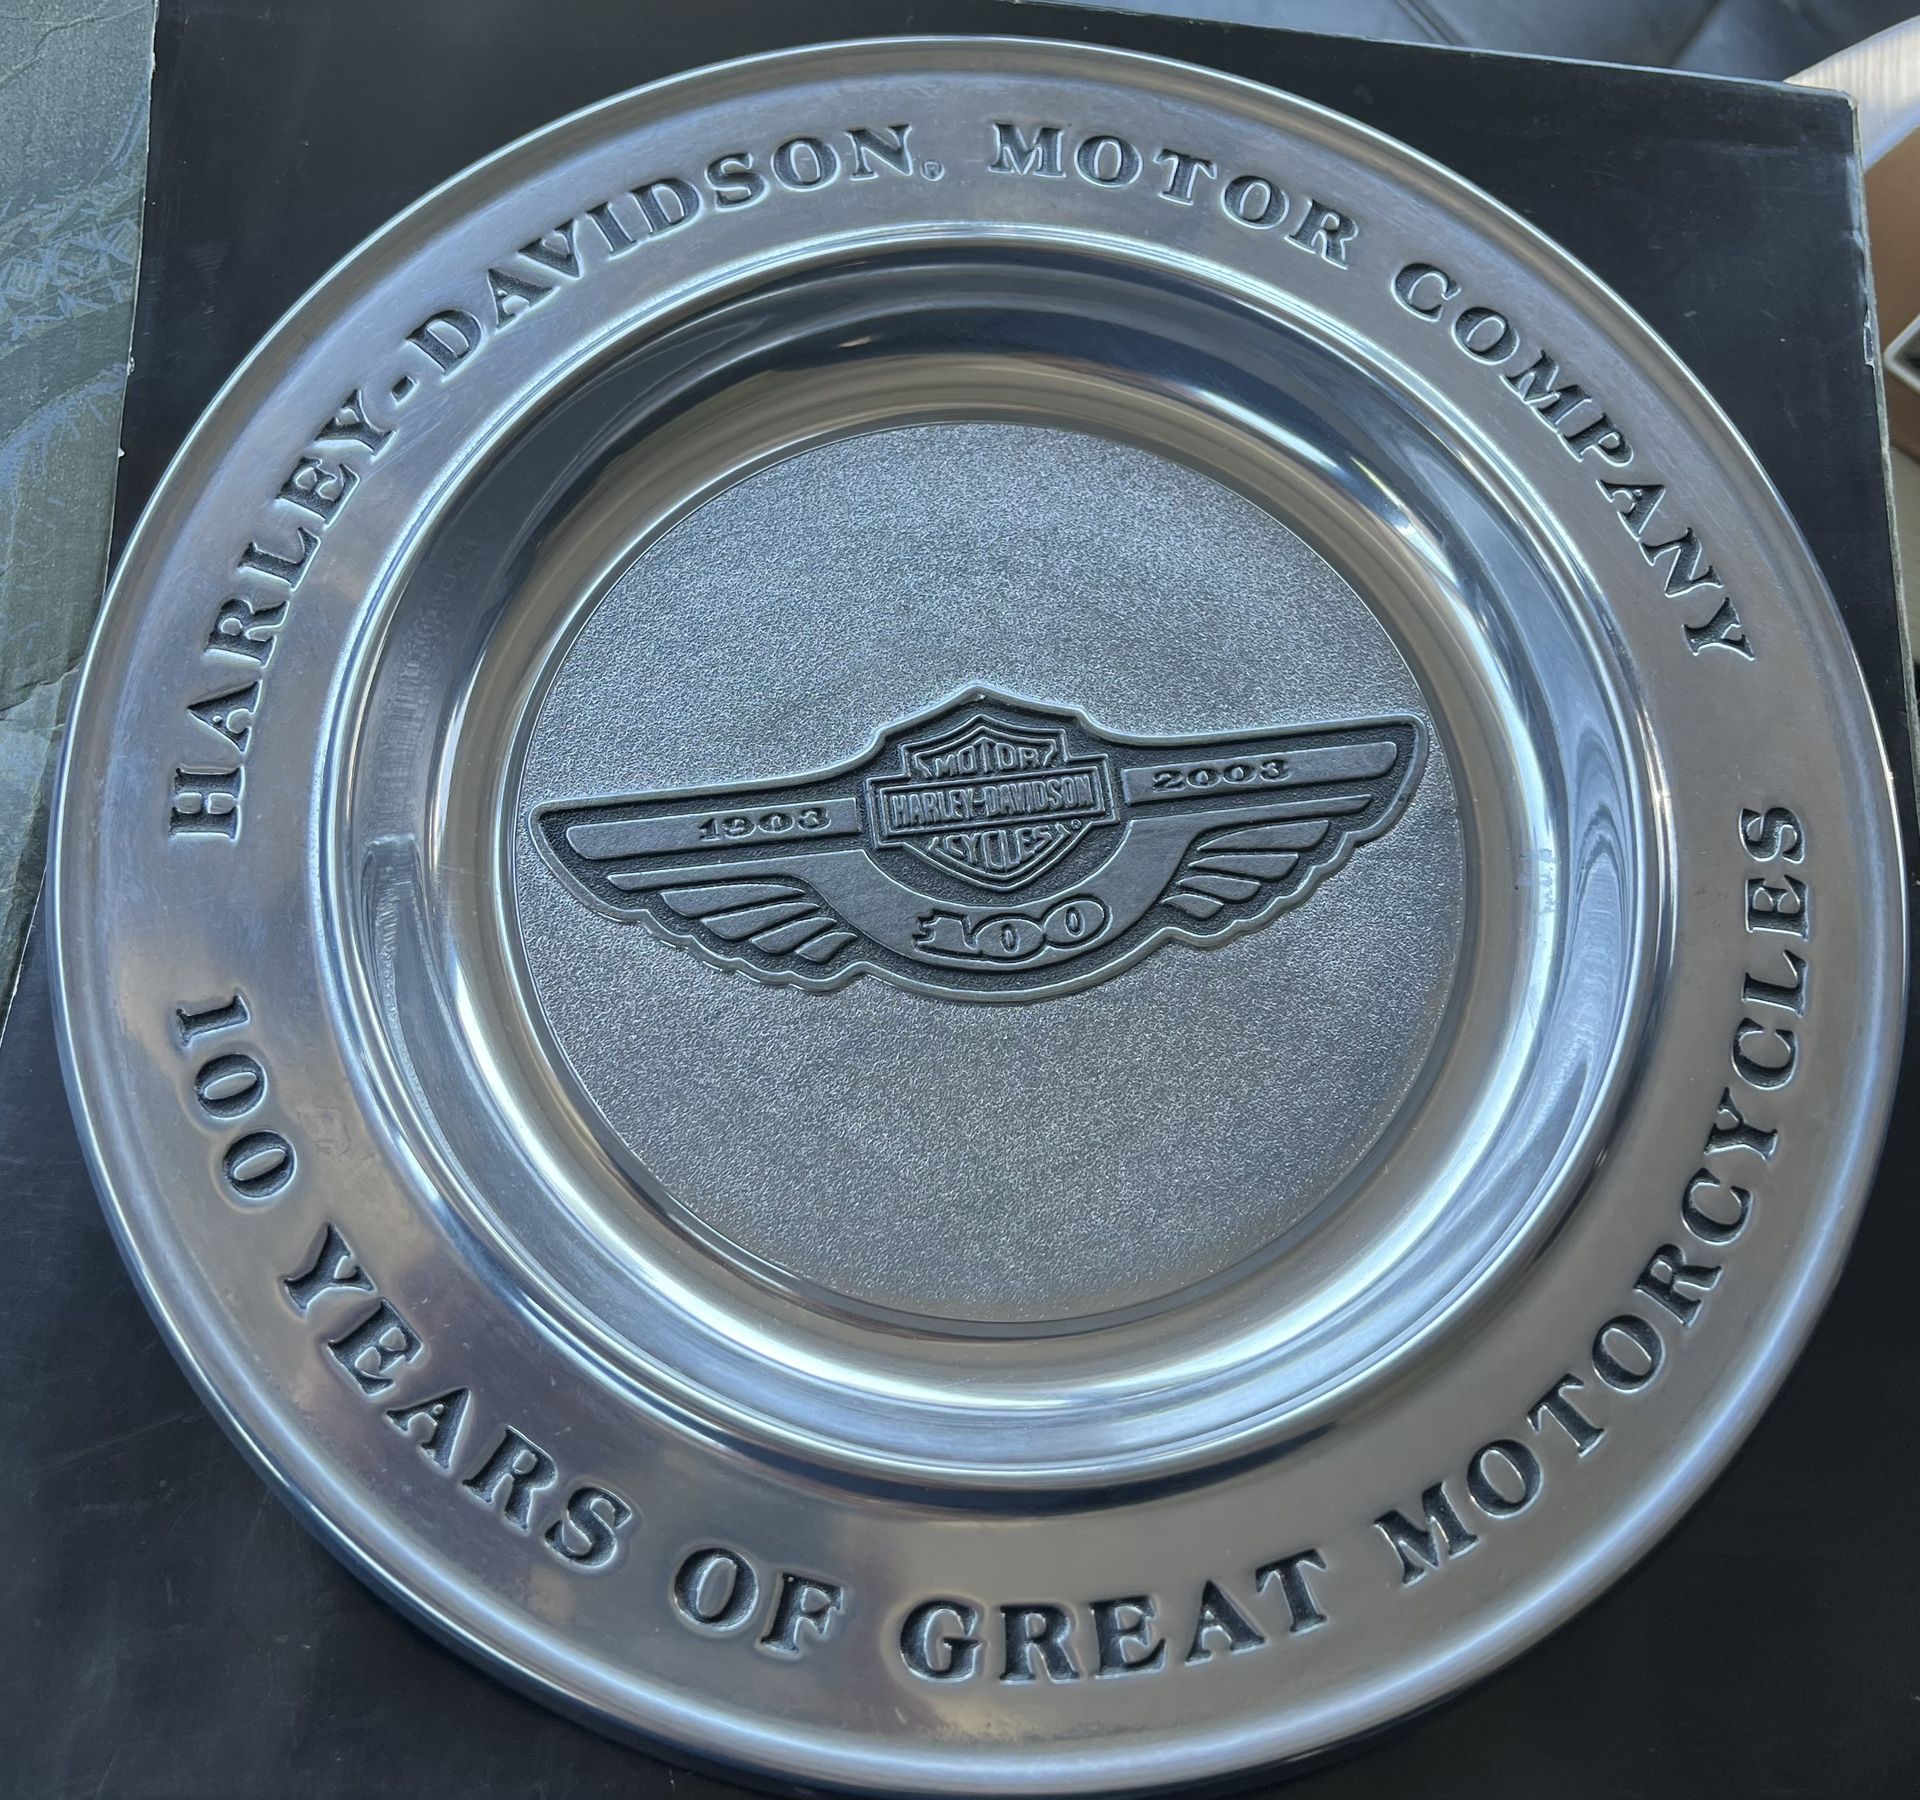 HARLEY-DAVIDSON® MOTOR COMPANY
MOTOR
1903 HARLEY-DAVIDSON 2003
CYCLES®
100
100 YEARS OF GREAT MOTORCYCLES